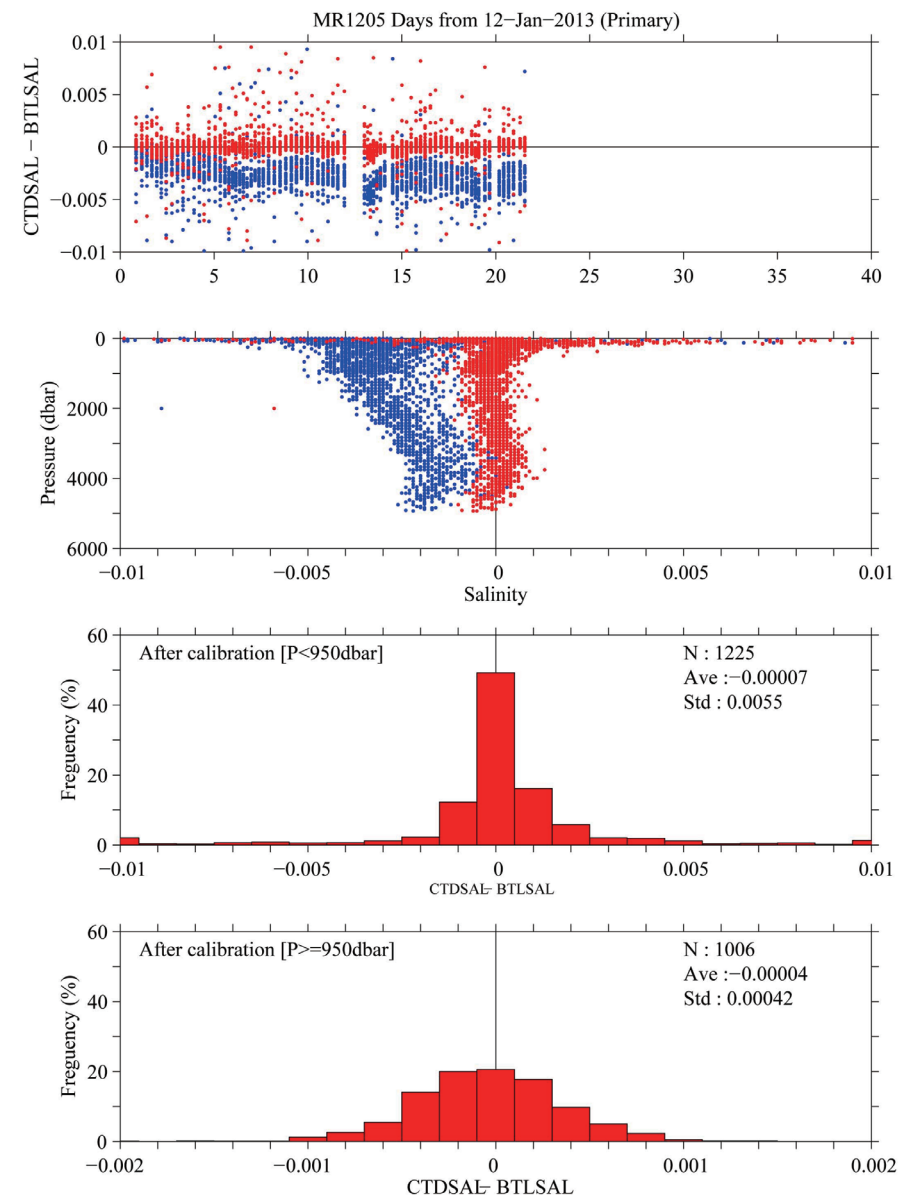 MR1205 Days from 12−Jan−2013 (Primary)
CTDSAL − BTLSAL
0.01
0.005
0
−0.005
−0.01
0 5 10 15 20 25 30 35 40
Pressure (dbar)
0
2000
4000
6000
−0.01 −0.005 0 0.005 0.01
Salinity
After calibration [P<950dbar]
N : 1225
Ave :−0.00007
Std : 0.0055
Freguency (%)
60
40
20
0
−0.01 −0.005 0 0.005 0.01
CTDSAL− BTLSAL
After calibration [P>=950dbar]
N : 1006
Ave :−0.00004
Std : 0.00042
Freguency (%)
60
40
20
0
−0.002 −0.001 0 0.001 0.002
CTDSAL− BTLSAL